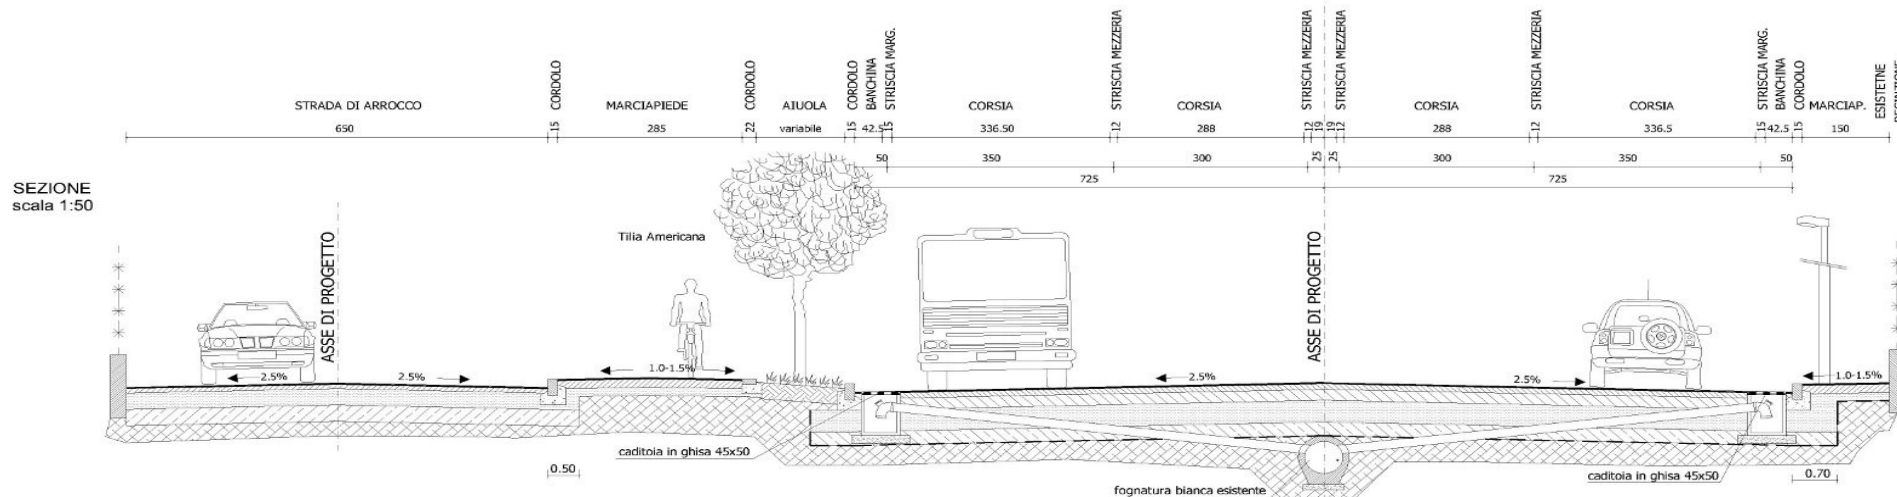 STRADA DI ARROCCO
CORDOLO
MARCIAPIEDE
CORDOLO
AIUOLA
CORDOLO
BANCHINA
STRISCIA MARG.
CORSIA
STRISCIA MEZZERIA
CORSIA
STRISCIA MEZZERIA
STRISCIA MEZZERIA
CORSIA
STRISCIA MEZZERIA
CORSIA
STRISCIA MARG.
BANCHINA
CORDOLO
MARCIAP.
ESISTETNE
650
15
285
22
variabile
15
42.5
15
336.50
12
288
12
19
19
12
288
12
336.5
15
42.5
15
150
50
350
300
25
25
300
350
50
725
725
SEZIONE
scala 1:50
Tilia Americana
ASSE DI PROGETTO
ASSE DI PROGETTO
2.5%
2.5%
1.0-1.5%
2.5%
2.5%
1.0-1.5%
caditoia in ghisa 45x50
0.50
fognatura bianca esistente
caditoia in ghisa 45x50
0.70